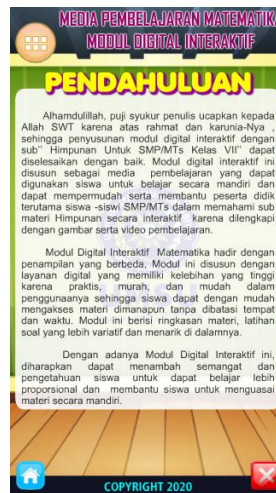 MEDIA PEMBELAJARAN MATEMATIKA
MODUL DIGITAL INTERAKTIF
PENDAHULUAN
Alhamdulillah, puji syukur penulis ucapkan kepada
Allah SWT karena atas rahmat dan karunia-Nya ,
sehingga penyusunan modul digital interaktif dengan
sub" Himpunan Untuk SMP/MTs Kelas VII" dapat
diselesaikan dengan baik. Modul digital interaktif ini
disusun sebagai media pembelajaran yang dapat
digunakan siswa untuk belajar secara mandiri dan
dapat mempermudah serta membantu peserta didik
terutama siswa -siswi SMP/MTs dalam memahami sub
materi Himpunan secara interaktif karena dilengkapi
dengan gambar serta video pembelajaran.
Modul Digital Interaktif Matematika hadir dengan
penampilan yang berbeda, Modul ini disusun dengan
layanan digital yang memiliki kelebihan yang tinggi
karena praktis, murah, dan mudah dalam
penggunaanya sehingga siswa dapat dengan mudah
mengakses materi dimanapun tanpa dibatasi tempat
dan waktu. Modul ini berisi ringkasan materi, latihan
soal yang lebih variatif dan menarik di dalamnya.
Dengan adanya Modul Digital Interaktif ini,
diharapkan dapat menambah semangat dan
pengetahuan siswa untuk dapat belajar lebih
proporsional dan membantu siswa untuk menguasai
materi secara mandiri.
COPYRIGHT 2020